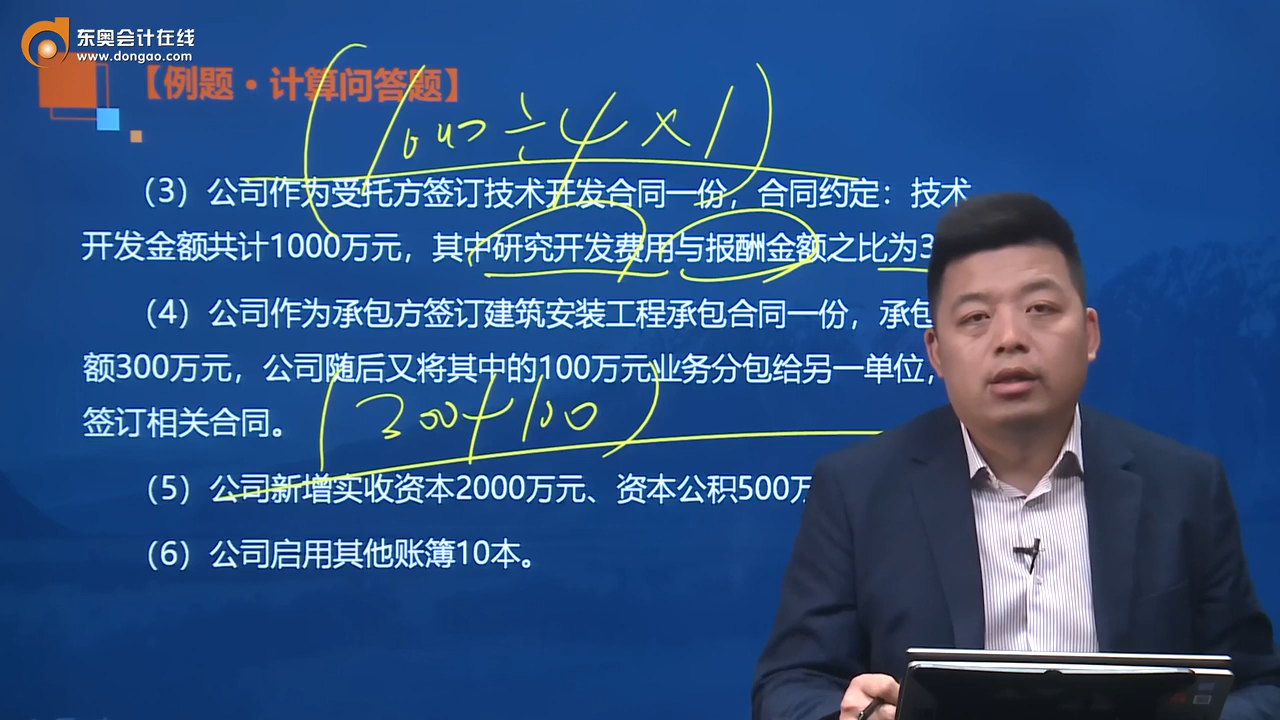 东奥会计在线
www.dongao.com
【例题·计算问答题】
(1000÷4×1)
（3）公司作为受托方签订技术开发合同一份，合同约定：技术
开发金额共计1000万元，其中研究开发费用与报酬金额之比为3
（4）公司作为承包方签订建筑安装工程承包合同一份，承包
额300万元，公司随后又将其中的100万元业务分包给另一单位，
签订相关合同。
(300+100)
（5）公司新增实收资本2000万元、资本公积500万
（6）公司启用其他账簿10本。